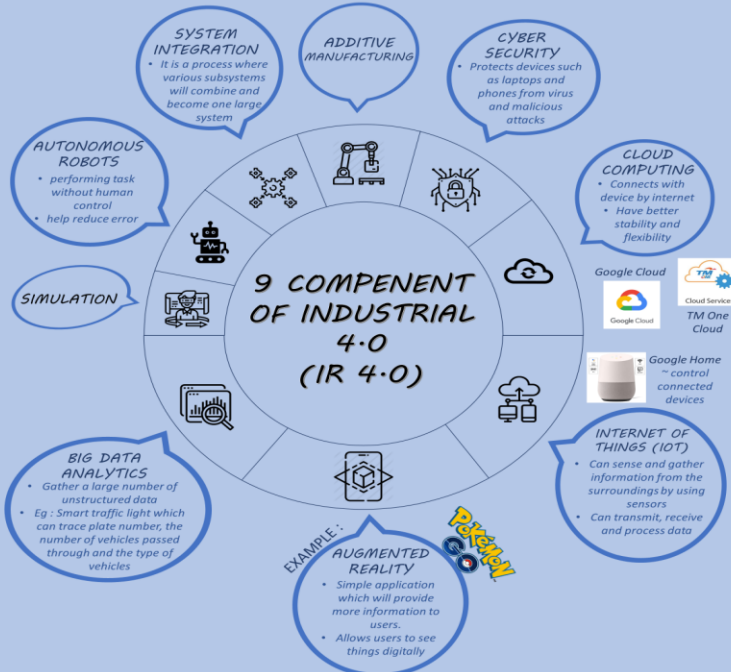 9 COMPENENT
OF INDUSTRIAL
4.0
(IR 4.0)
SYSTEM
INTEGRATION
• It is a process where
various subsystems
will combine and
become one large
system
ADDITIVE
MANUFACTURING
CYBER
SECURITY
• Protects devices such
as laptops and
phones from virus
and malicious
attacks
CLOUD
COMPUTING
• Connects with
device by internet
• Have better
stability and
flexibility
Google Cloud
Google Cloud
TM
ONE
Cloud Service
TM One
Cloud
Google Home
~ control
connected
devices
INTERNET OF
THINGS (IOT)
• Can sense and gather
information from the
surroundings by using
sensors
• Can transmit, receive
and process data
EXAMPLE :
POKÉMON
GO
AUGMENTED
REALITY
• Simple application
which will provide
more information to
users.
• Allows users to see
things digitally
BIG DATA
ANALYTICS
• Gather a large number of
unstructured data
• Eg : Smart traffic light which
can trace plate number, the
number of vehicles passed
through and the type of
vehicles
SIMULATION
AUTONOMOUS
ROBOTS
• performing task
without human
control
• help reduce error